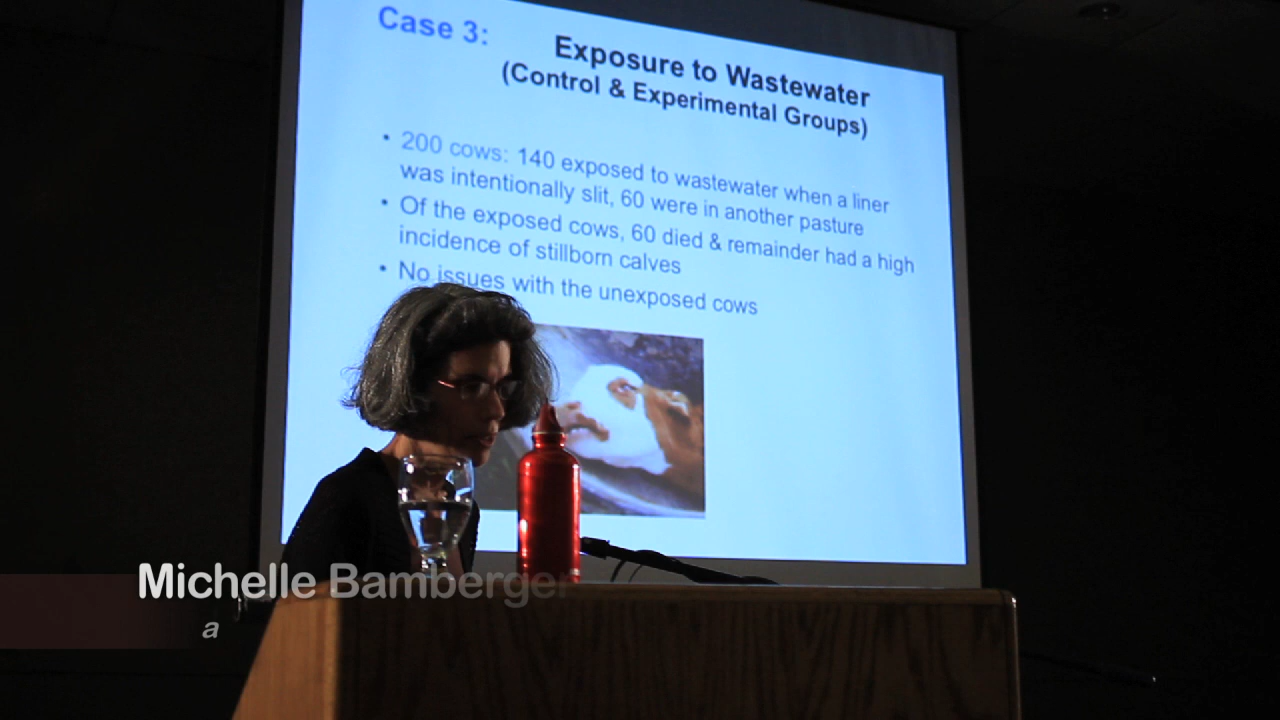 Case 3:
Exposure to Wastewater
(Control & Experimental Groups)
• 200 cows: 140 exposed to wastewater when a liner
was intentionally slit, 60 were in another pasture
• Of the exposed cows, 60 died & remainder had a high
incidence of stillborn calves
• No issues with the unexposed cows
Michelle Bamberger
a